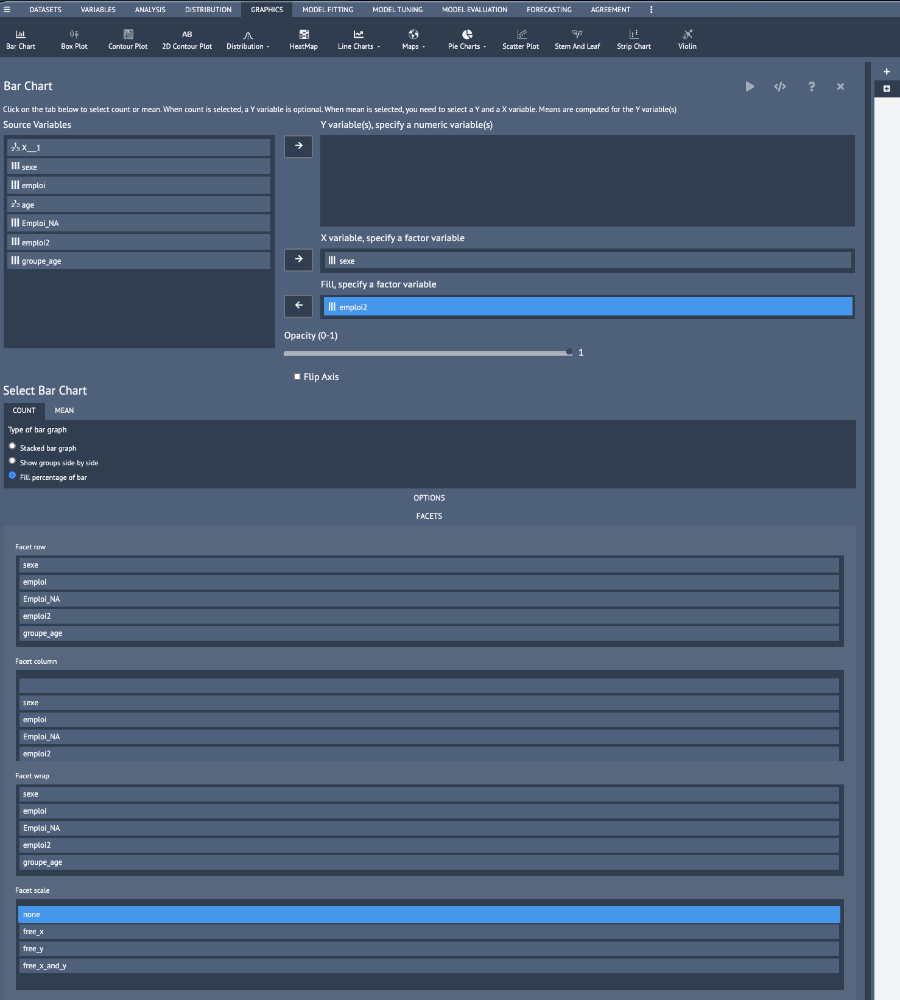 DATASETS VARIABLES ANALYSIS DISTRIBUTION GRAPHICS MODEL FITTING MODEL TUNING MODEL EVALUATION FORECASTING AGREEMENT
AB
Bar Chart Box Plot Contour Plot 2D Contour Plot Distribution HeatMap Line Charts Maps Pie Charts Scatter Plot Stem And Leaf Strip Chart Violin
Bar Chart
Click on the tab below to select count or mean. When count is selected, a Y variable is optional. When mean is selected, you need to select a Y and a X variable. Means are computed for the Y variable(s)
Source Variables
X__1
sexe
emploi
age
Emploi_NA
emploi2
groupe_age
Y variable(s), specify a numeric variable(s)
X variable, specify a factor variable
sexe
Fill, specify a factor variable
emploi2
Opacity (0-1)
1
Flip Axis
Select Bar Chart
COUNT MEAN
Type of bar graph
Stacked bar graph
Show groups side by side
Fill percentage of bar
OPTIONS
FACETS
Facet row
sexe
emploi
Emploi_NA
emploi2
groupe_age
Facet column
sexe
emploi
Emploi_NA
emploi2
Facet wrap
sexe
emploi
Emploi_NA
emploi2
groupe_age
Facet scale
none
free_x
free_y
free_x_and_y